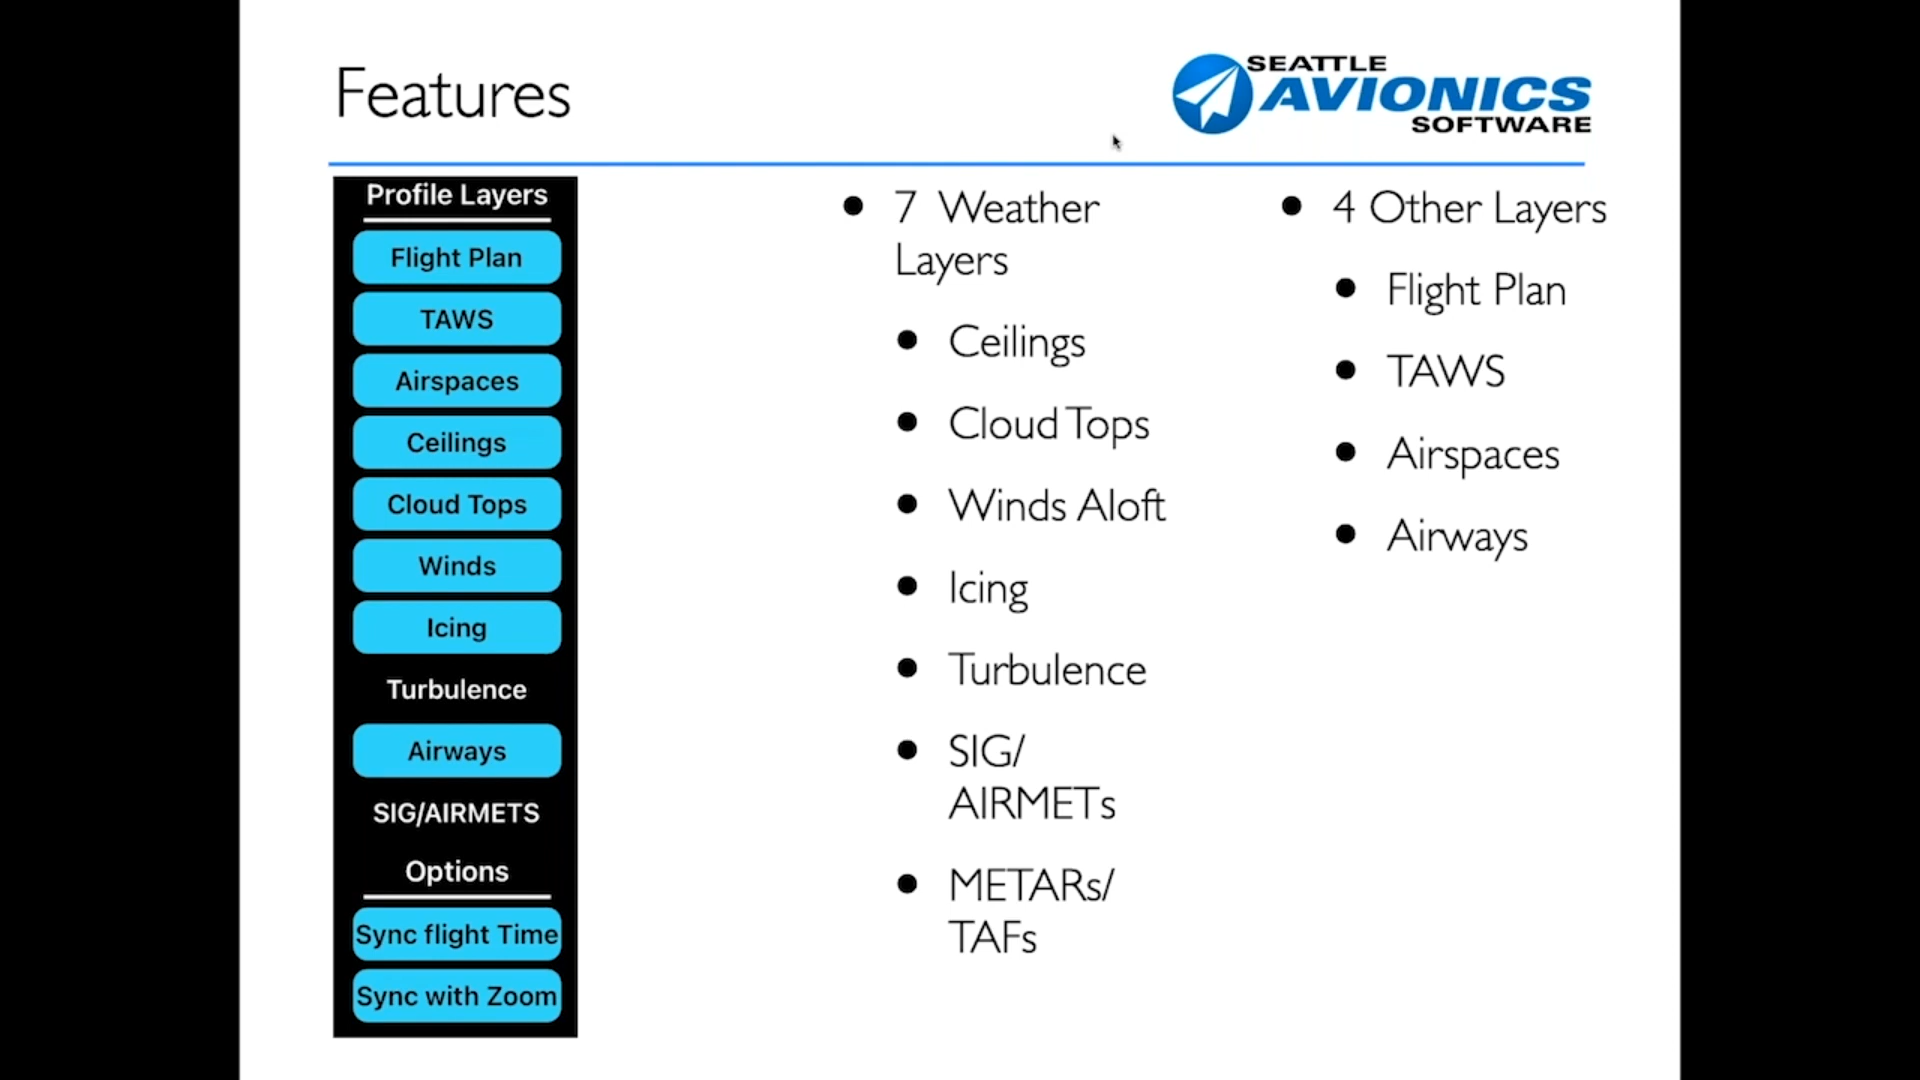 Features
SEATTLE
AVIONICS
SOFTWARE
Profile Layers
Flight Plan
TAWS
Airspaces
Ceilings
Cloud Tops
Winds
Icing
Turbulence
Airways
SIG/AIRMETS
Options
Sync flight Time
Sync with Zoom
7 Weather
Layers
Ceilings
Cloud Tops
Winds Aloft
Icing
Turbulence
SIG/
AIRMETs
METARs/
TAFs
4 Other Layers
Flight Plan
TAWS
Airspaces
Airways